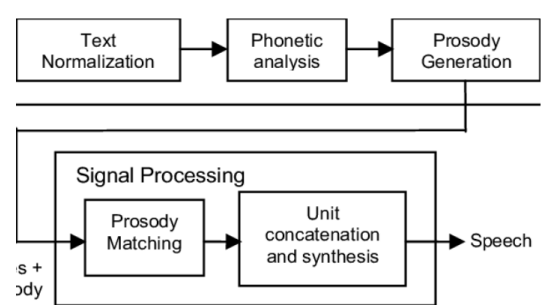 Text
Normalization
Phonetic
analysis
Prosody
Generation
Signal Processing
Prosody
Matching
Unit
concatenation
and synthesis
Speech
+